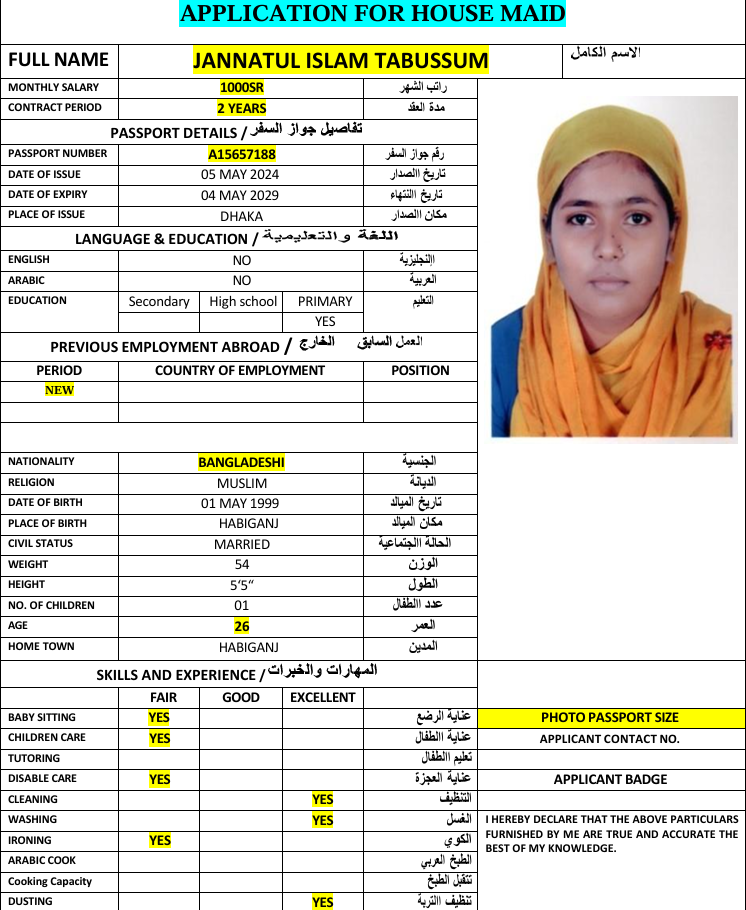 APPLICATION FOR HOUSE MAID
FULL NAME JANNATUL ISLAM TABUSSUM الاسم الكامل
MONTHLY SALARY 1000SR راتب الشهر
CONTRACT PERIOD 2 YEARS مدة العقد
PASSPORT DETAILS / تفاصيل جواز السفر
PASSPORT NUMBER A15657188 رقم جواز السفر
DATE OF ISSUE 05 MAY 2024 تاريخ االصدار
DATE OF EXPIRY 04 MAY 2029 تاريخ االنتهاء
PLACE OF ISSUE DHAKA مكان االصدار
LANGUAGE & EDUCATION / اللغة والتعليمية
ENGLISH NO االنجليزية
ARABIC NO العربية
EDUCATION Secondary High school PRIMARY التعليم
YES
PREVIOUS EMPLOYMENT ABROAD / العمل السابق الخارج
PERIOD COUNTRY OF EMPLOYMENT POSITION
NEW
NATIONALITY BANGLADESHI الجنسية
RELIGION MUSLIM الديانة
DATE OF BIRTH 01 MAY 1999 تاريخ الميالد
PLACE OF BIRTH HABIGANJ مكان الميالد
CIVIL STATUS MARRIED الحالة االجتماعية
WEIGHT 54 الوزن
HEIGHT 5‘5“ الطول
NO. OF CHILDREN 01 عدد االطفال
AGE 26 العمر
HOME TOWN HABIGANJ المدين
SKILLS AND EXPERIENCE / المهارات والخبرات
FAIR GOOD EXCELLENT
BABY SITTING YES عناية الرضع PHOTO PASSPORT SIZE
CHILDREN CARE YES عناية االطفال APPLICANT CONTACT NO.
TUTORING تعليم االطفال
DISABLE CARE YES عناية العجزة APPLICANT BADGE
CLEANING YES التنظيف
WASHING YES الغسل I HEREBY DECLARE THAT THE ABOVE PARTICULARS
IRONING YES الكوي FURNISHED BY ME ARE TRUE AND ACCURATE THE
BEST OF MY KNOWLEDGE.
ARABIC COOK الطبخ العربي
Cooking Capacity تتقبل الطبخ
DUSTING YES تنظيف االتربة